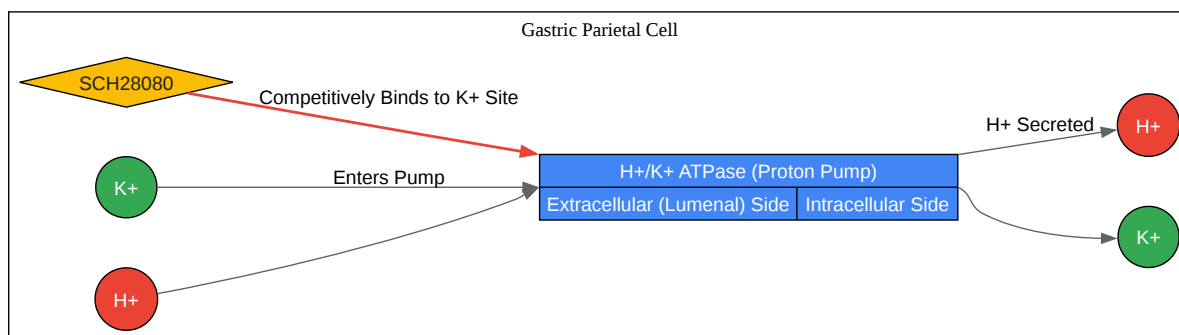 Gastric Parietal Cell
SCH28080
Competitively Binds to K+ Site
H+ Secreted
H+
H+/K+ ATPase (Proton Pump)
K+
Enters Pump
Extracellular (Lumenal) Side
Intracellular Side
K+
H+